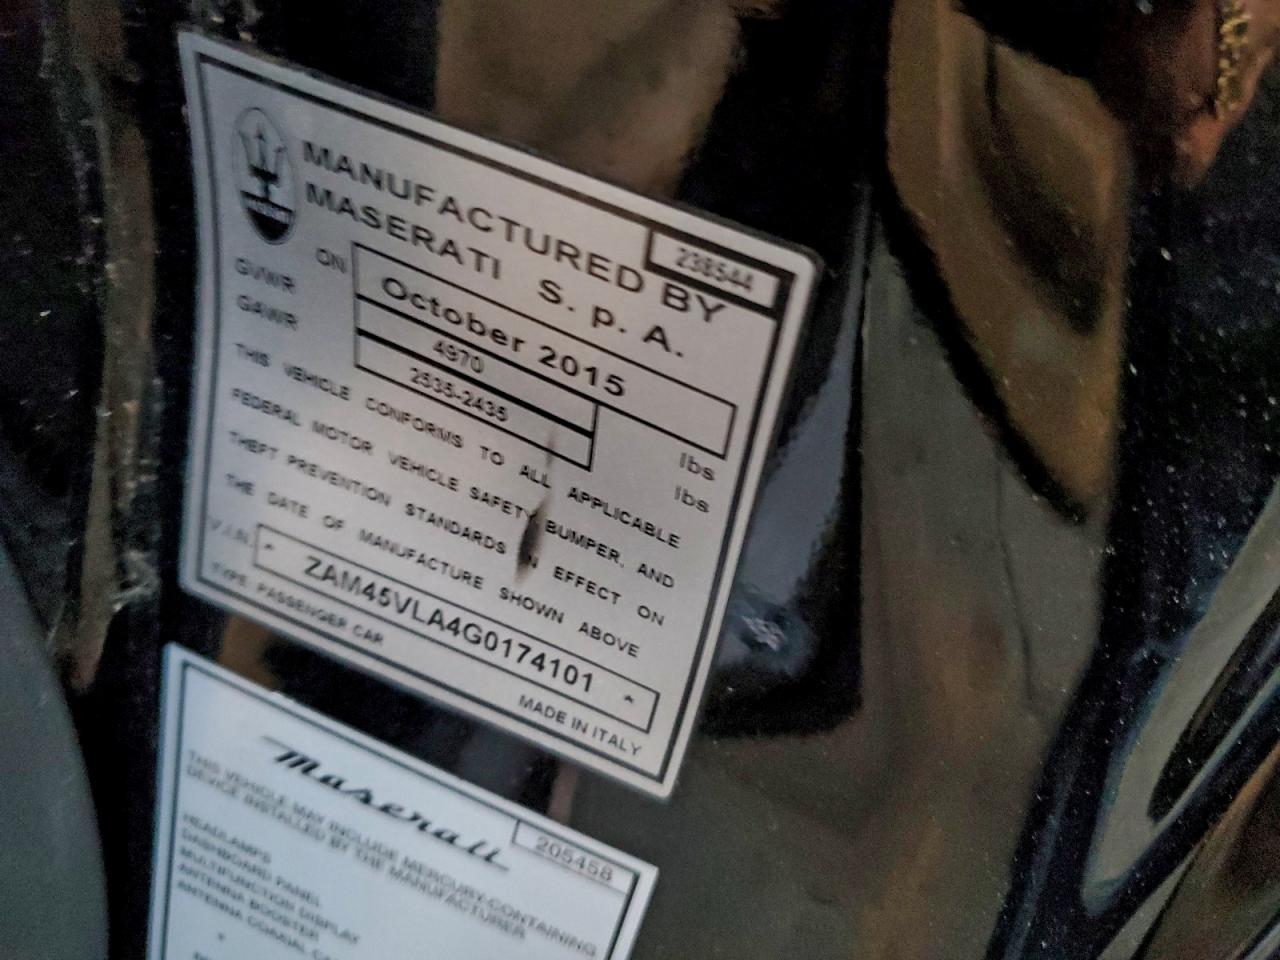 238544
MANUFACTURED BY
MASERATI S. p. A.
ON October 2015
GVWR 4970 lbs
GAWR 2535-2435 lbs
THIS VEHICLE CONFORMS TO ALL APPLICABLE
FEDERAL MOTOR VEHICLE SAFETY BUMPER, AND
THEFT PREVENTION STANDARDS IN EFFECT ON
THE DATE OF MANUFACTURE SHOWN ABOVE
V.I.N. * ZAM45VLA4G0174101 *
TYPE: PASSENGER CAR
MADE IN ITALY
Maserati
205458
THIS VEHICLE MAY INCLUDE MERCURY-CONTAINING
DEVICE INSTALLED BY THE MANUFACTURER
HEADLAMPS
DASHBOARD PANEL
MULTIFUNCTION DISPLAY
ANTENNA BOOSTER
ANTENNA COAXIAL